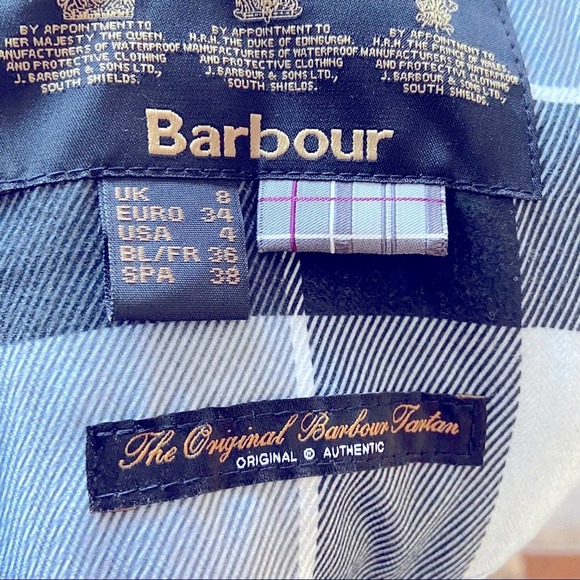 BY APPOINTMENT TO
HER MAJESTY THE QUEEN.
MANUFACTURERS OF WATERPROOF
AND PROTECTIVE CLOTHING
J. BARBOUR & SONS LTD.,
SOUTH SHIELDS.
BY APPOINTMENT TO
H.R.H. THE DUKE OF EDINBURGH.
MANUFACTURERS OF WATERPROOF
AND PROTECTIVE CLOTHING
J. BARBOUR & SONS LTD.,
SOUTH SHIELDS.
BY APPOINTMENT TO
H.R.H. THE PRINCE OF WALES
MANUFACTURERS OF WATERPROOF
AND PROTECTIVE CLOTHING
J. BARBOUR & SONS LTD.,
SOUTH SHIELDS.
Barbour
UK 8
EURO 34
USA 4
BL/FR 36
SPA 38
The Original Barbour Tartan
ORIGINAL ® AUTHENTIC